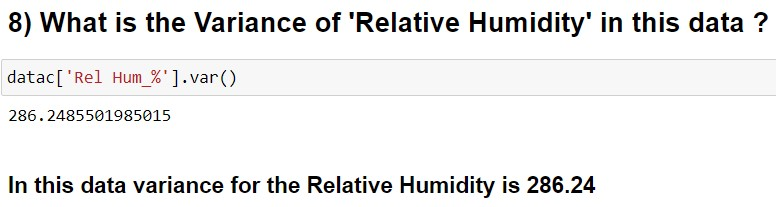 8) What is the Variance of 'Relative Humidity' in this data ?
datac['Rel Hum_%'].var()
286.2485501985015
In this data variance for the Relative Humidity is 286.24